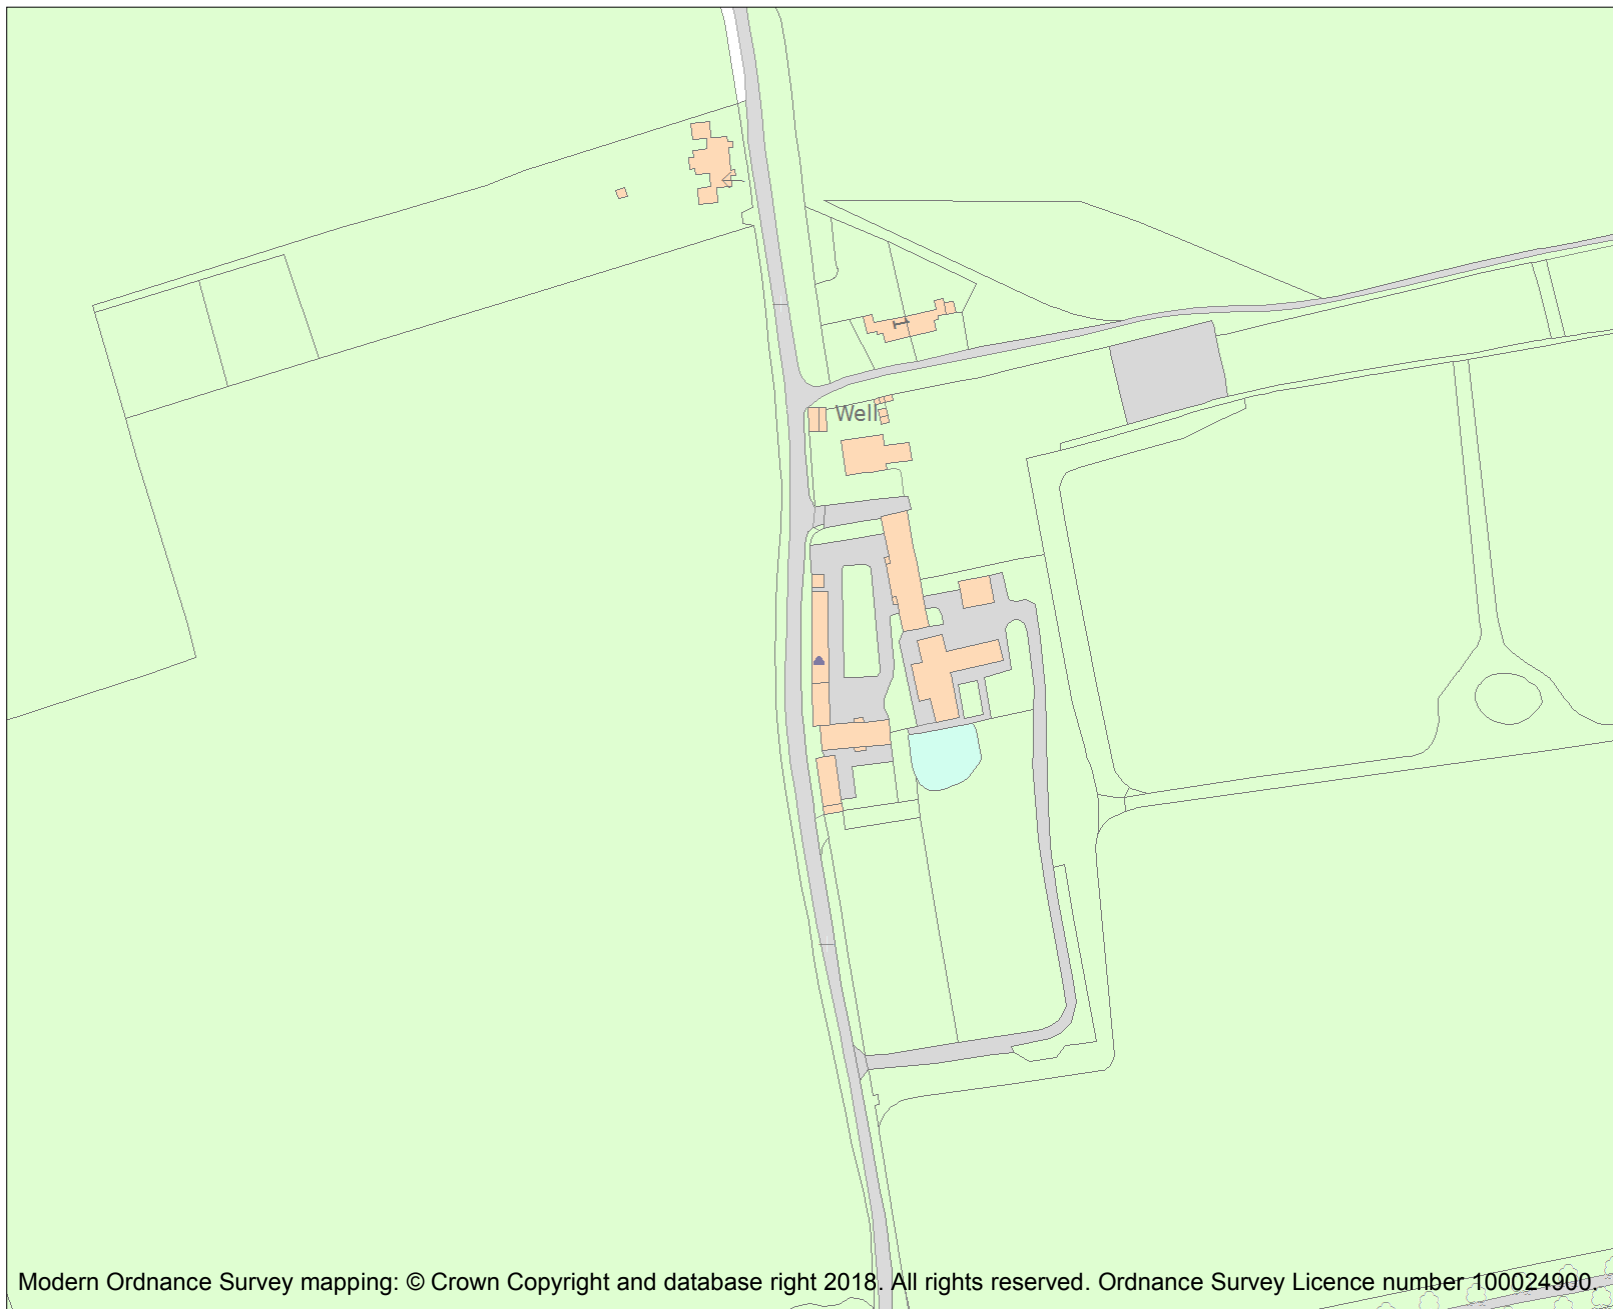 1
Well
Modern Ordnance Survey mapping: © Crown Copyright and database right 2018. All rights reserved. Ordnance Survey Licence number 100024900.